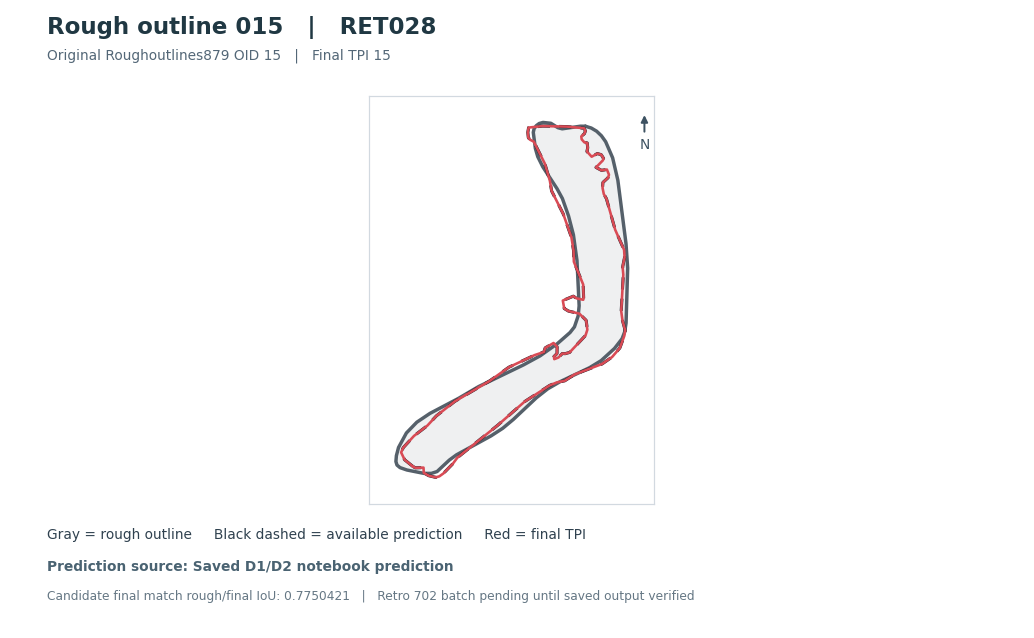 Rough outline 015 | RET028
Original Roughoutlines879 OID 15 | Final TPI 15
N
Gray = rough outline Black dashed = available prediction Red = final TPI
Prediction source: Saved D1/D2 notebook prediction
Candidate final match rough/final IoU: 0.7750421 | Retro 702 batch pending until saved output verified